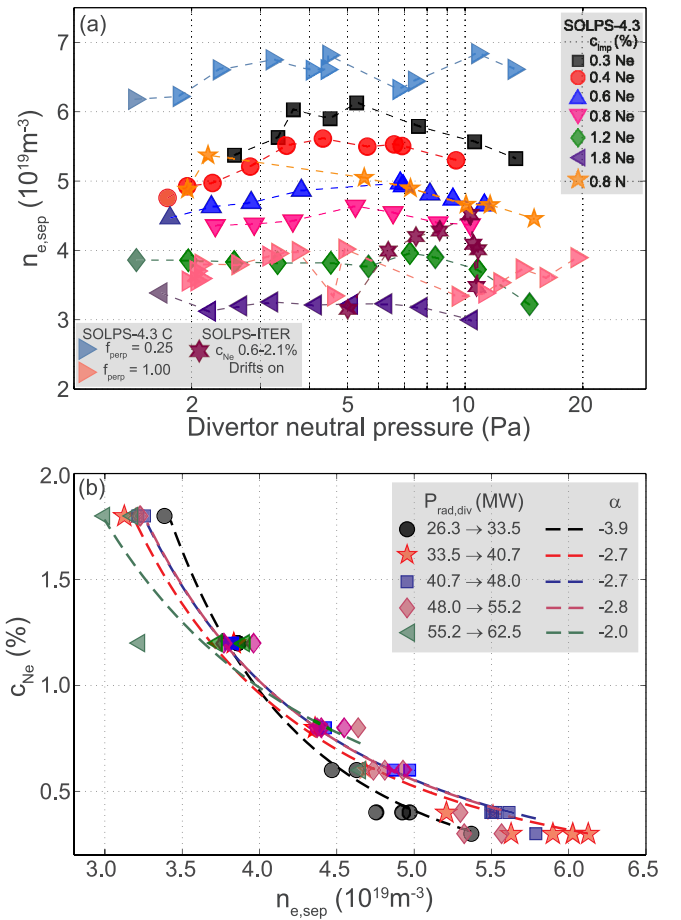 (a)
7
6
5
4
3
2
n_e,sep (10^19 m^-3)
SOLPS-4.3
c_imp (%)
0.3 Ne
0.4 Ne
0.6 Ne
0.8 Ne
1.2 Ne
1.8 Ne
0.8 N
SOLPS-4.3 C
f_perp = 0.25
f_perp = 1.00
SOLPS-ITER
c_Ne 0.6-2.1%
Drifts on
2 5 10 20
Divertor neutral pressure (Pa)
(b)
2.0
1.5
1.0
0.5
0.0
c_Ne (%)
P_rad,div (MW) α
26.3 → 33.5 -3.9
33.5 → 40.7 -2.7
40.7 → 48.0 -2.7
48.0 → 55.2 -2.8
55.2 → 62.5 -2.0
3.0 3.5 4.0 4.5 5.0 5.5 6.0 6.5
n_e,sep (10^19 m^-3)